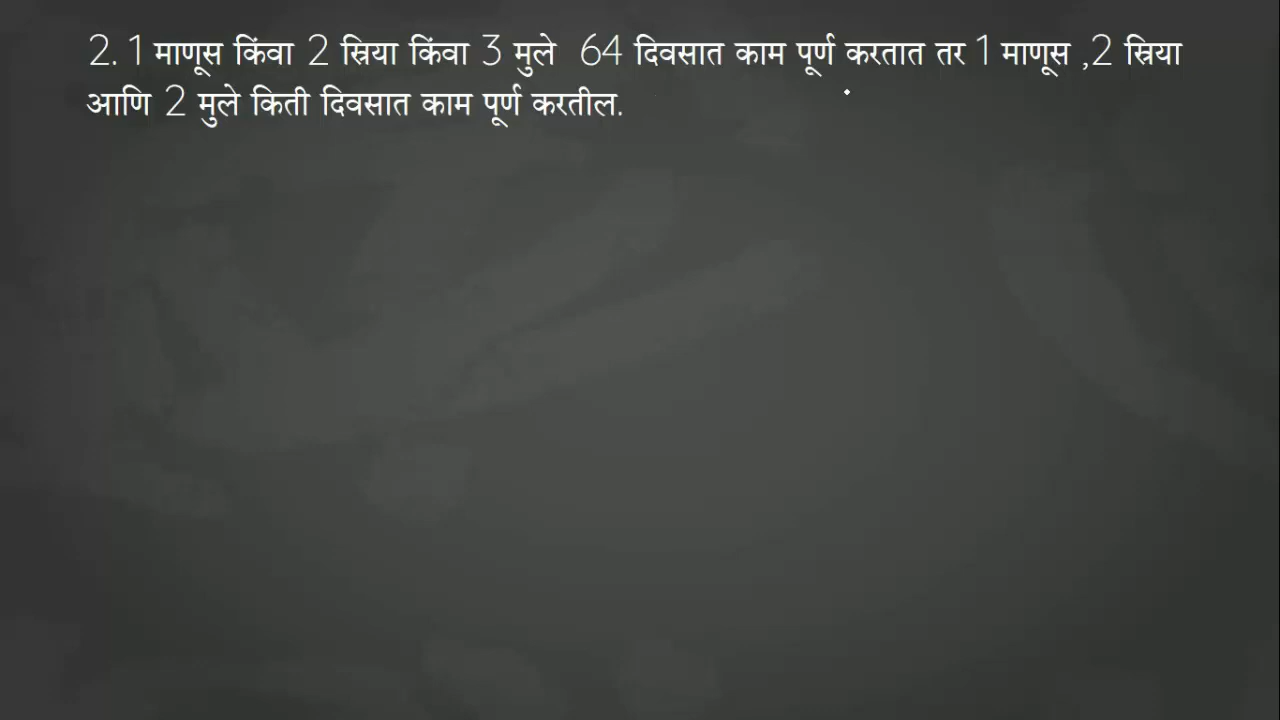 2. 1 माणूस किंवा 2 स्रिया किंवा 3 मुले 64 दिवसात काम पूर्ण करतात तर 1 माणूस ,2 स्रिया
आणि 2 मुले किती दिवसात काम पूर्ण करतील.